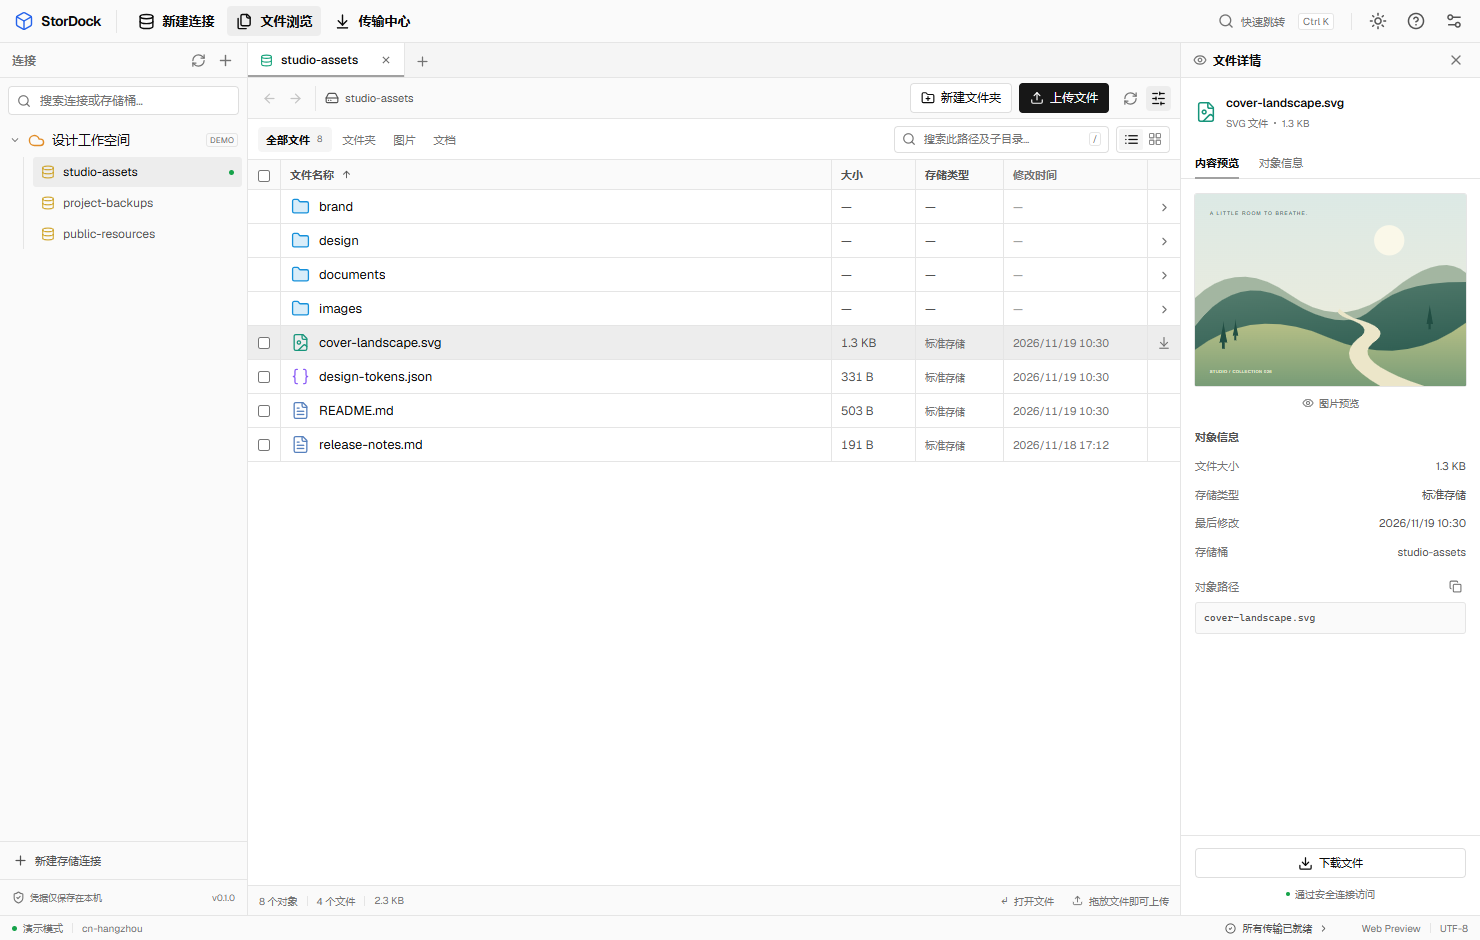 StorDock
新建连接
文件浏览
传输中心
快速跳转
Ctrl K
连接
studio-assets
文件详情
搜索连接或存储桶...
设计工作空间
DEMO
studio-assets
project-backups
public-resources
studio-assets
新建文件夹
上传文件
全部文件 8
文件夹
图片
文档
搜索此路径及子目录...
/
文件名称
大小
存储类型
修改时间
brand — — —
design — — —
documents — — —
images — — —
cover-landscape.svg 1.3 KB 标准存储 2026/11/19 10:30
design-tokens.json 331 B 标准存储 2026/11/19 10:30
README.md 503 B 标准存储 2026/11/19 10:30
release-notes.md 191 B 标准存储 2026/11/18 17:12
cover-landscape.svg
SVG 文件 • 1.3 KB
内容预览
对象信息
A LITTLE ROOM TO BREATHE.
图片预览
对象信息
文件大小 1.3 KB
存储类型 标准存储
最后修改 2026/11/19 10:30
存储桶 studio-assets
对象路径
cover-landscape.svg
下载文件
通过安全连接访问
新建存储连接
凭据仅保存在本机
v0.1.0
8 个对象
4 个文件
2.3 KB
打开文件
拖放文件即可上传
演示模式
cn-hangzhou
所有传输已就绪
Web Preview
UTF-8